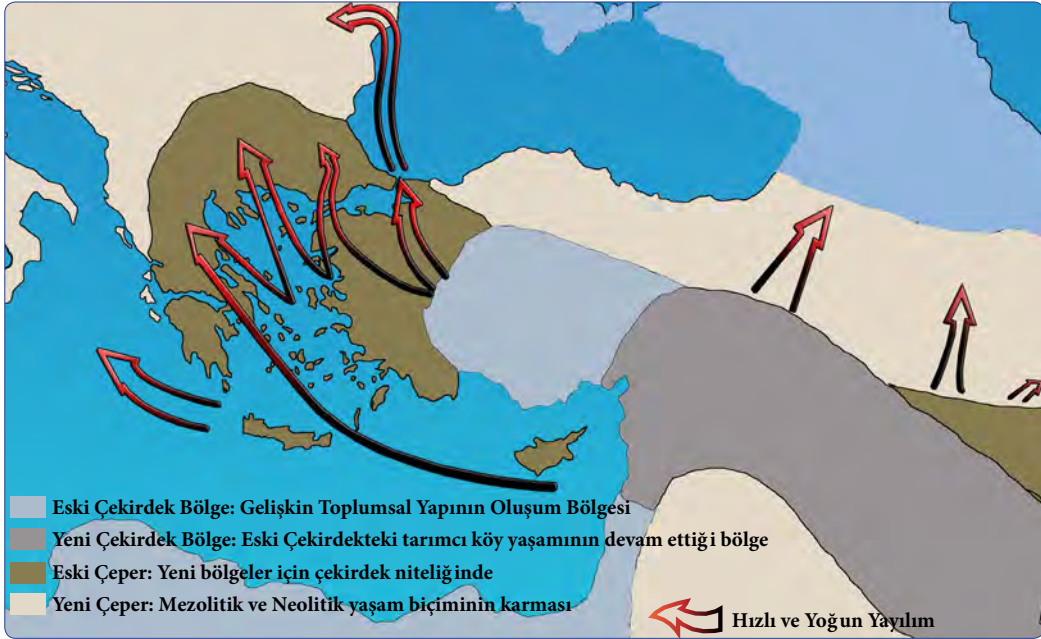 Eski Çekirdek Bölge: Gelişkin Toplumsal Yapının Oluşum Bölgesi
Yeni Çekirdek Bölge: Eski Çekirdekteki tarımcı köy yaşamının devam ettiği bölge
Eski Çeper: Yeni bölgeler için çekirdek niteliğinde
Yeni Çeper: Mezolitik ve Neolitik yaşam biçiminin karması
Hızlı ve Yoğun Yayılım